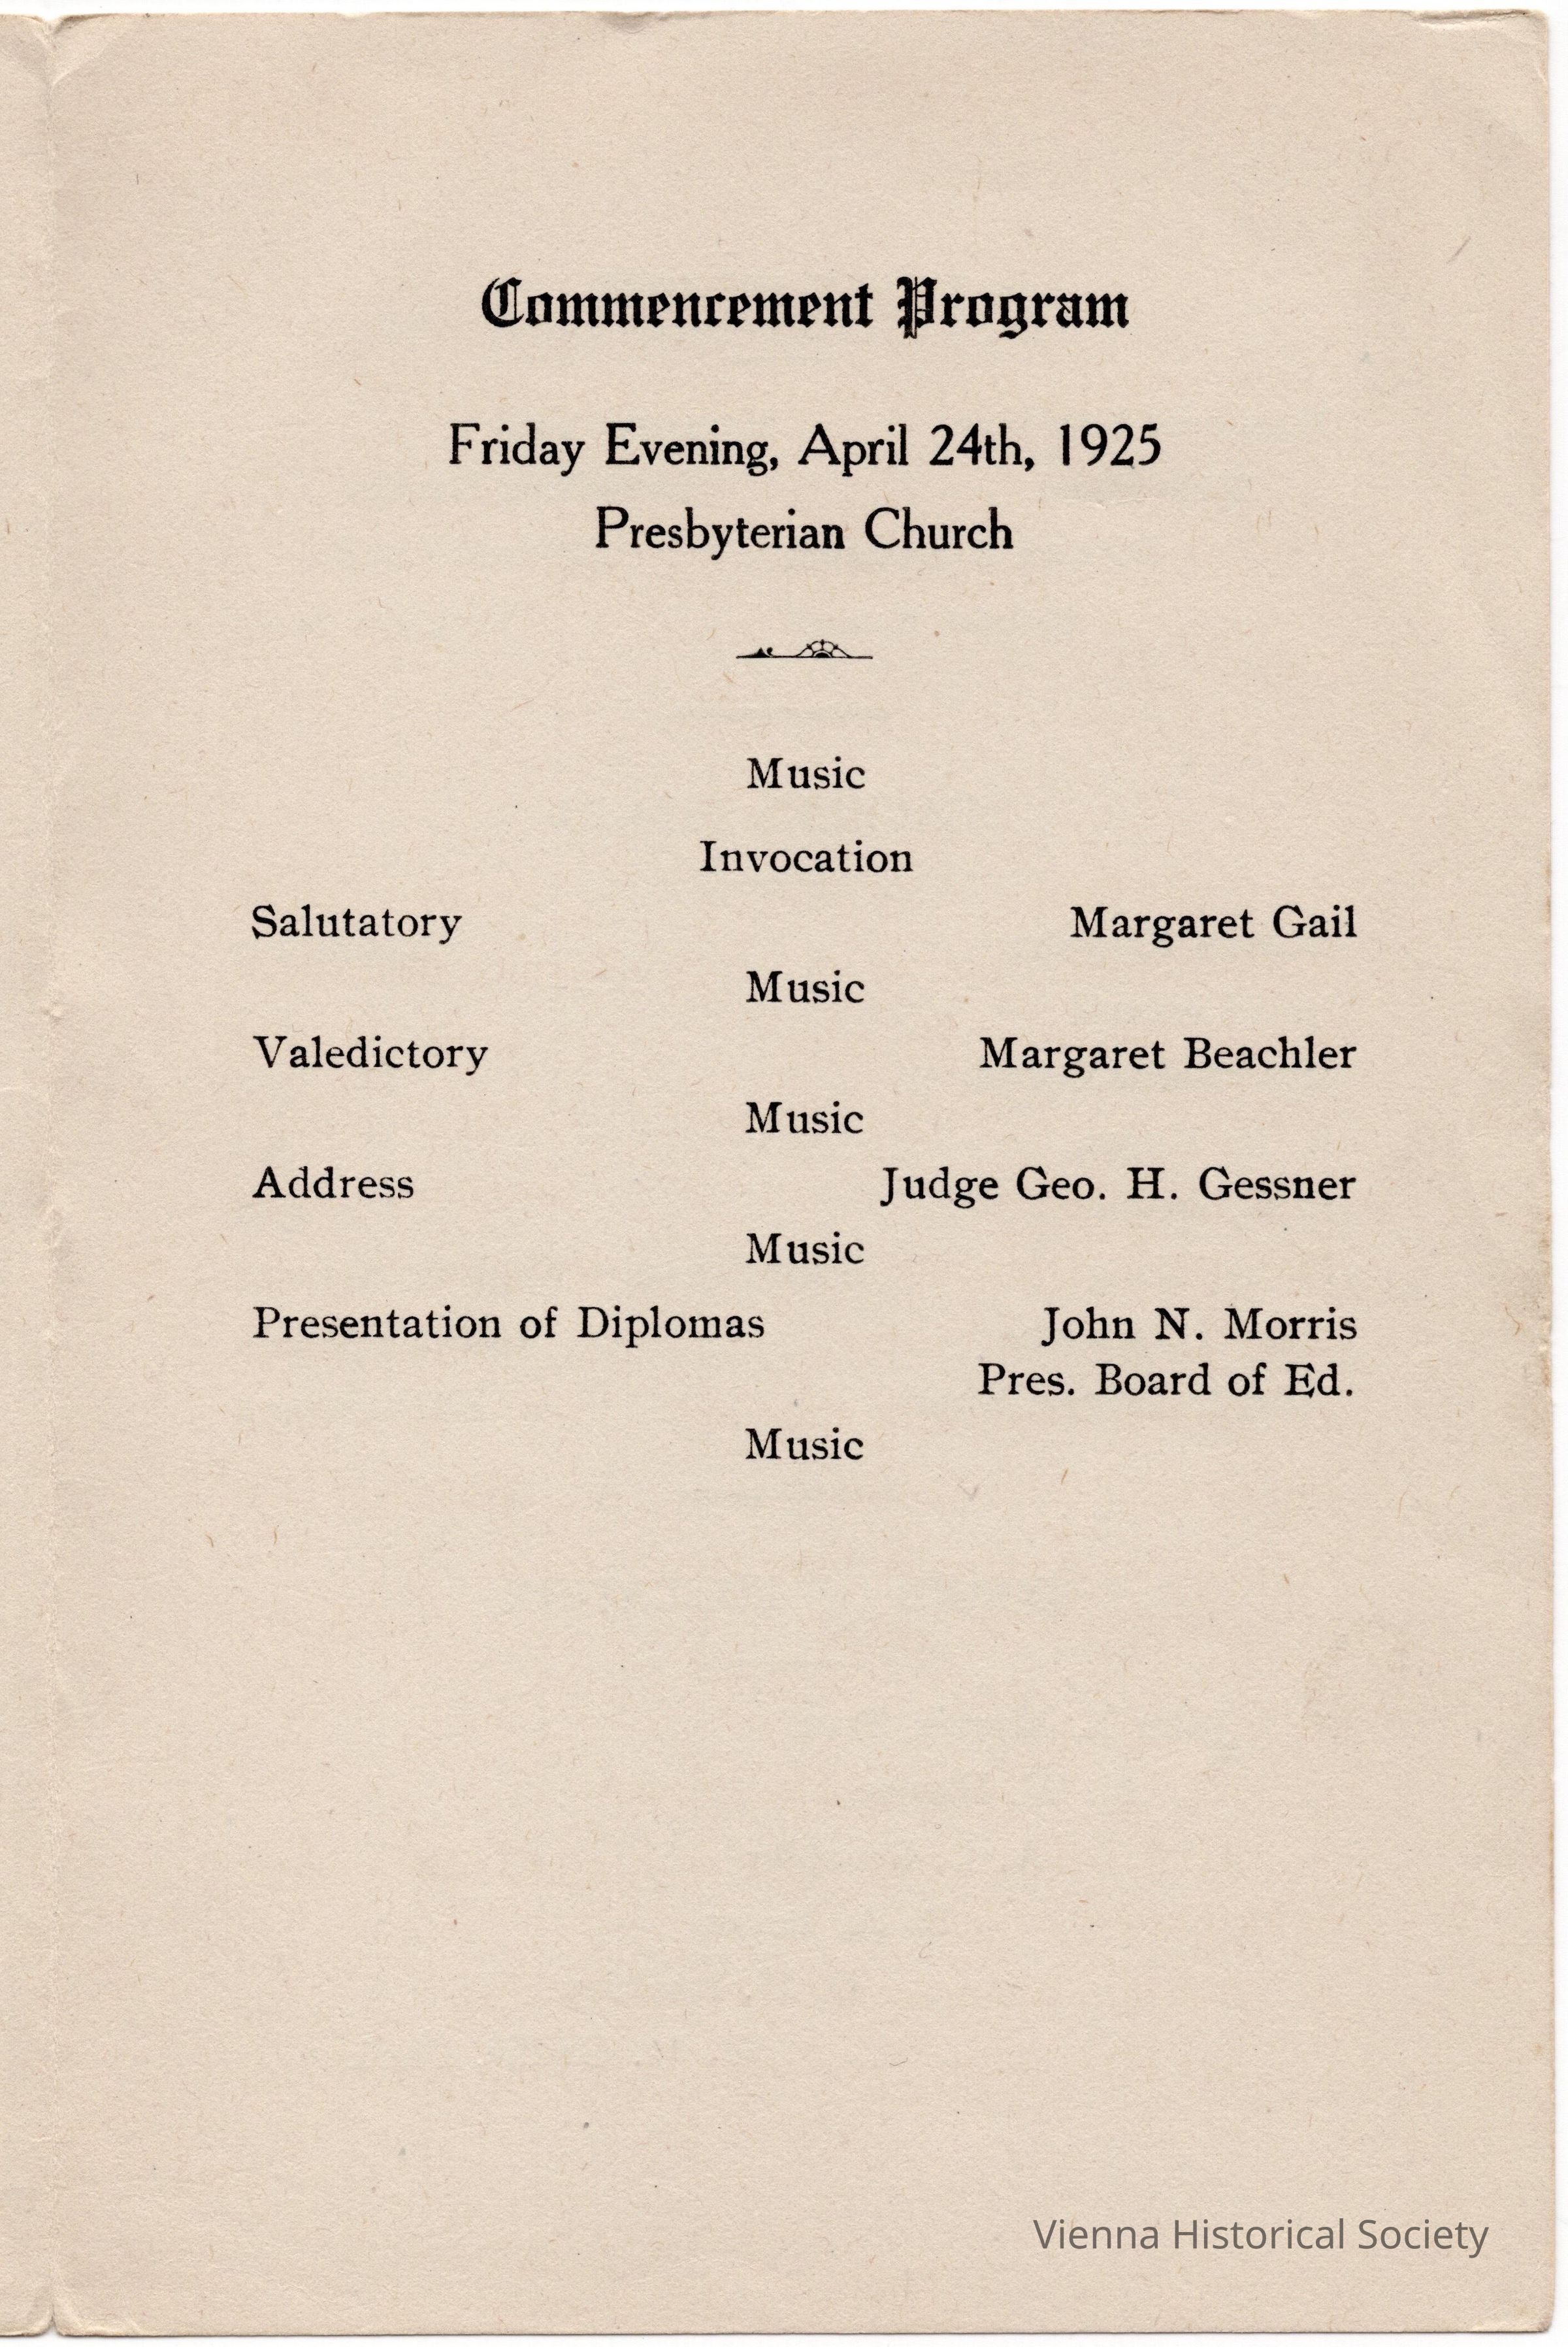 Commencement Program
Friday Evening, April 24th, 1925
Presbyterian Church
Music
Invocation
Salutatory Margaret Gail
Music
Valedictory Margaret Beachler
Music
Address Judge Geo. H. Gessner
Music
Presentation of Diplomas John N. Morris
Pres. Board of Ed.
Music
Vienna Historical Society